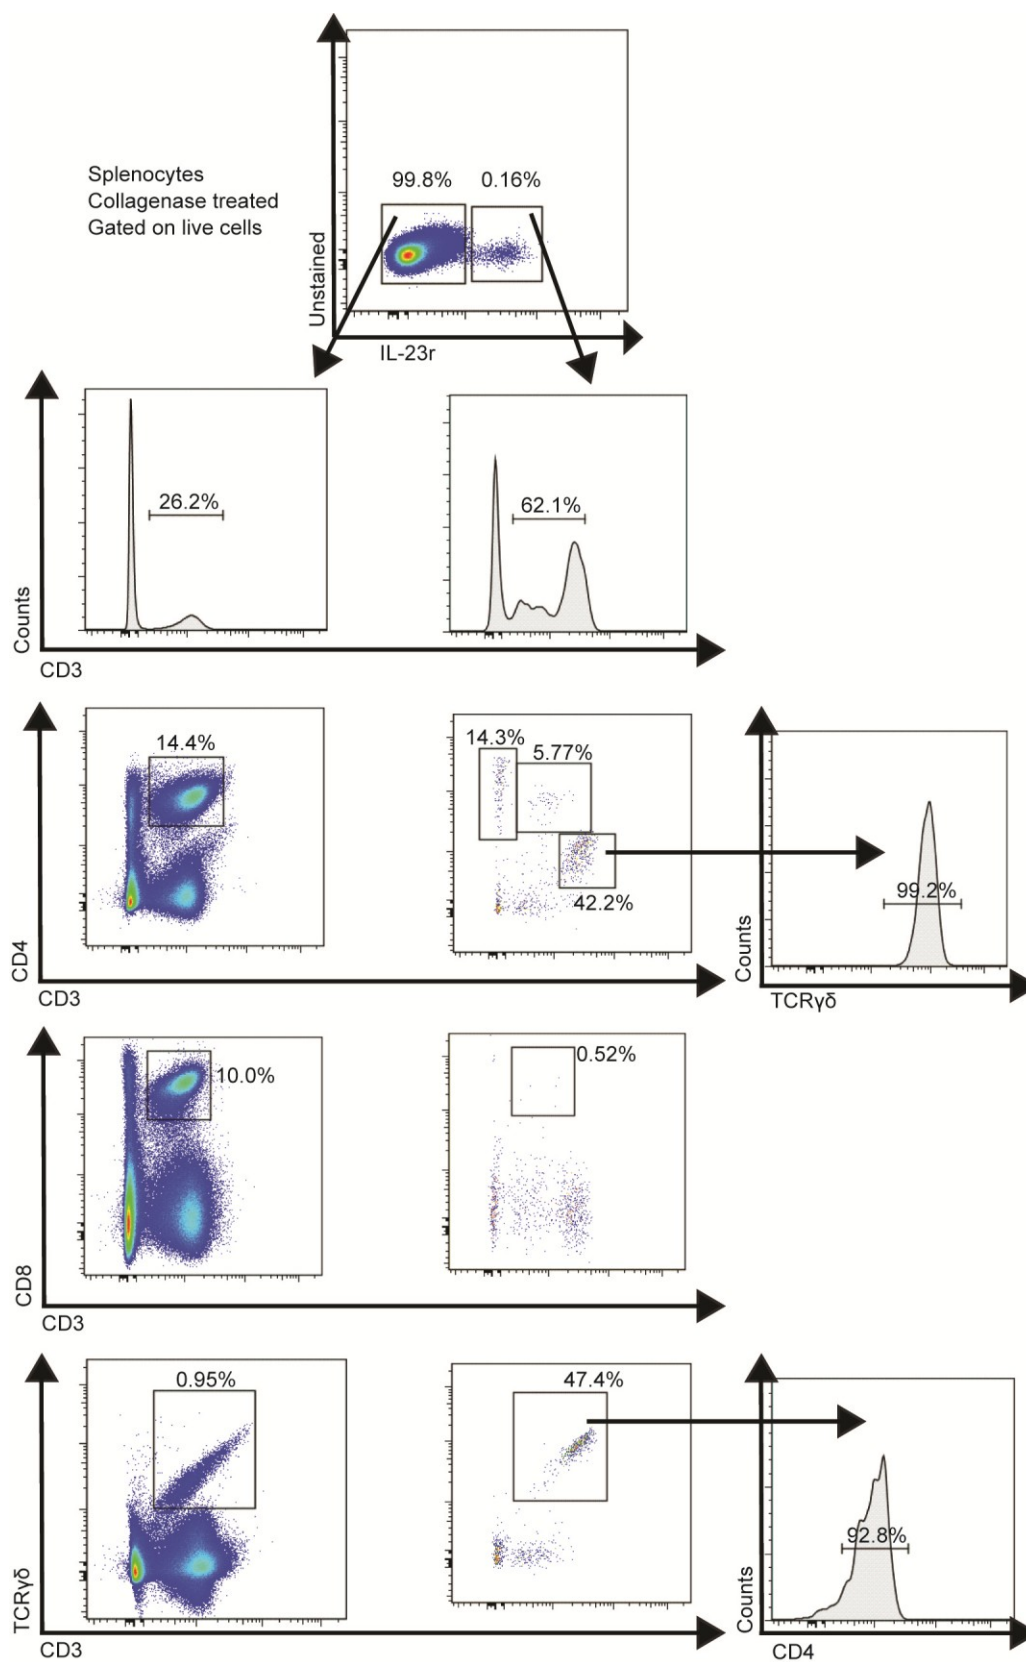 Splenocytes
Collagenase treated
Gated on live cells
99.8%
0.16%
Unstained
IL-23r
26.2%
62.1%
Counts
CD3
14.4%
14.3%
5.77%
42.2%
99.2%
CD4
CD3
Counts
TCRγδ
10.0%
0.52%
CD8
CD3
0.95%
47.4%
92.8%
TCRγδ
CD3
Counts
CD4